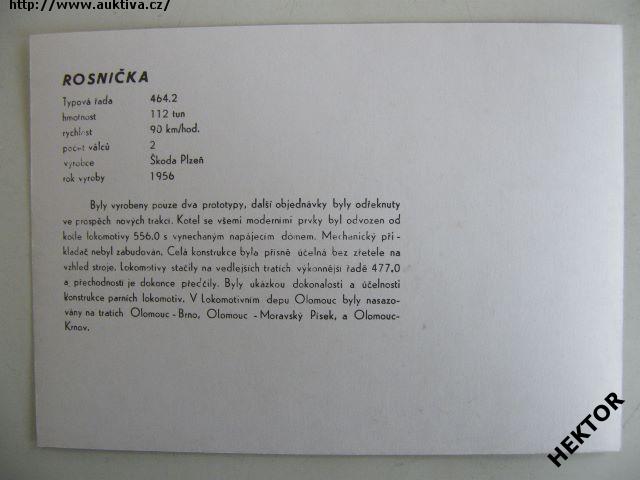 http://www.auktiva.cz/
ROSNIČKA
Typová řada 464.2
hmotnost 112 tun
rychlost 90 km/hod.
počet válců 2
výrobce Škoda Plzeň
rok výroby 1956
Byly vyrobeny pouze dva prototypy, další objednávky byly odřeknuty
ve prospěch nových trakcí. Kotel se všemi moderními prvky byl odvozen od
kotle lokomotivy 556.0 s vynechaným napájecím dómem. Mechanický při-
kladač nebyl zabudován. Celá konstrukce byla přísně účelná bez zřetele na
vzhled stroje. Lokomotivy stačily na vedlejších tratích výkonnější řadě 477.0
a přechodností je dokonce předčily. Byly ukázkou dokonalosti a účelnosti
konstrukce parních lokomotiv. V Lokomotivním depu Olomouc byly nasazo-
vány na tratích Olomouc - Brno, Olomouc - Moravský Písek, a Olomouc-
Krnov.
HEKTOR